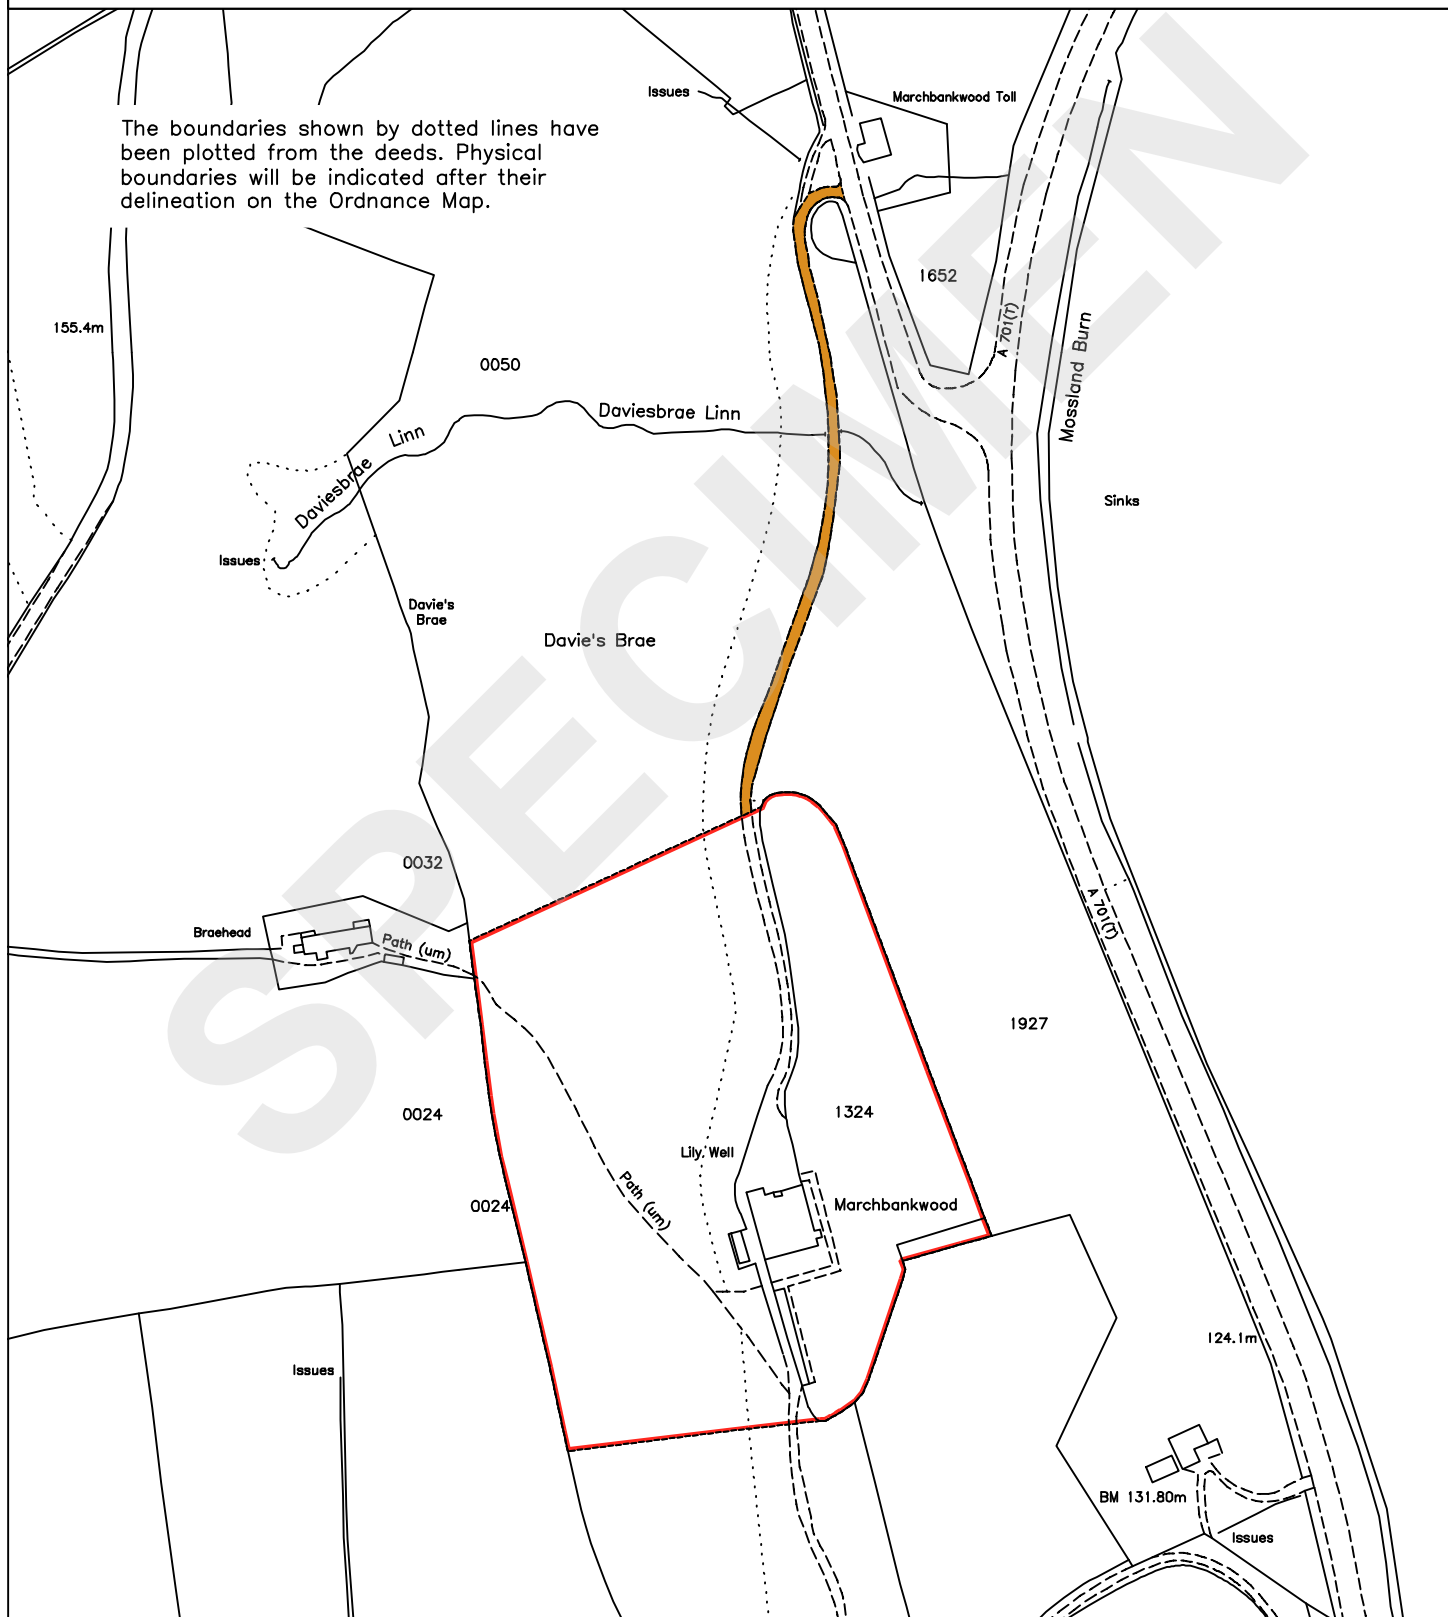 Issues
Marchbankwood Toll
The boundaries shown by dotted lines have
been plotted from the deeds. Physical
boundaries will be indicated after their
delineation on the Ordnance Map.
1652
155.4m
A 701(T)
0050
Mossland Burn
Daviesbrae Linn
Linn
Daviesbrae
Sinks
Issues
Davie's
Brae
Davie's Brae
0032
Braehead
Path (um)
A 701(T)
1927
0024
1324
Lily Well
Path (um)
0024
Marchbankwood
124.1m
Issues
BM 131.80m
Issues
SPECIMEN